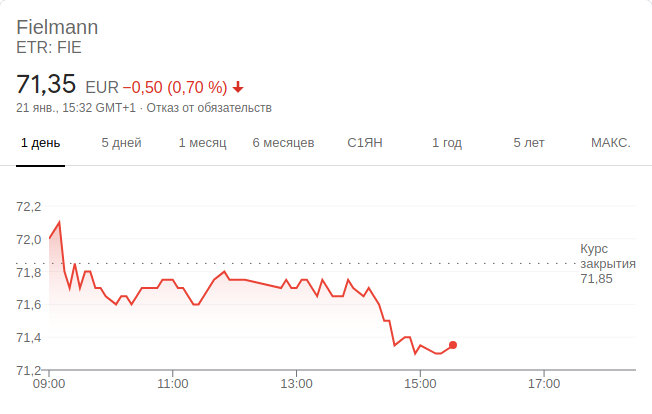 Fielmann
ETR: FIE
71,35 EUR −0,50 (0,70 %)
21 янв., 15:32 GMT+1 · Отказ от обязательств
1 день 5 дней 1 месяц 6 месяцев С1ЯН 1 год 5 лет МАКС.
72,2
72,0
71,8
71,6
71,4
71,2
Курс
закрытия
71,85
09:00 11:00 13:00 15:00 17:00